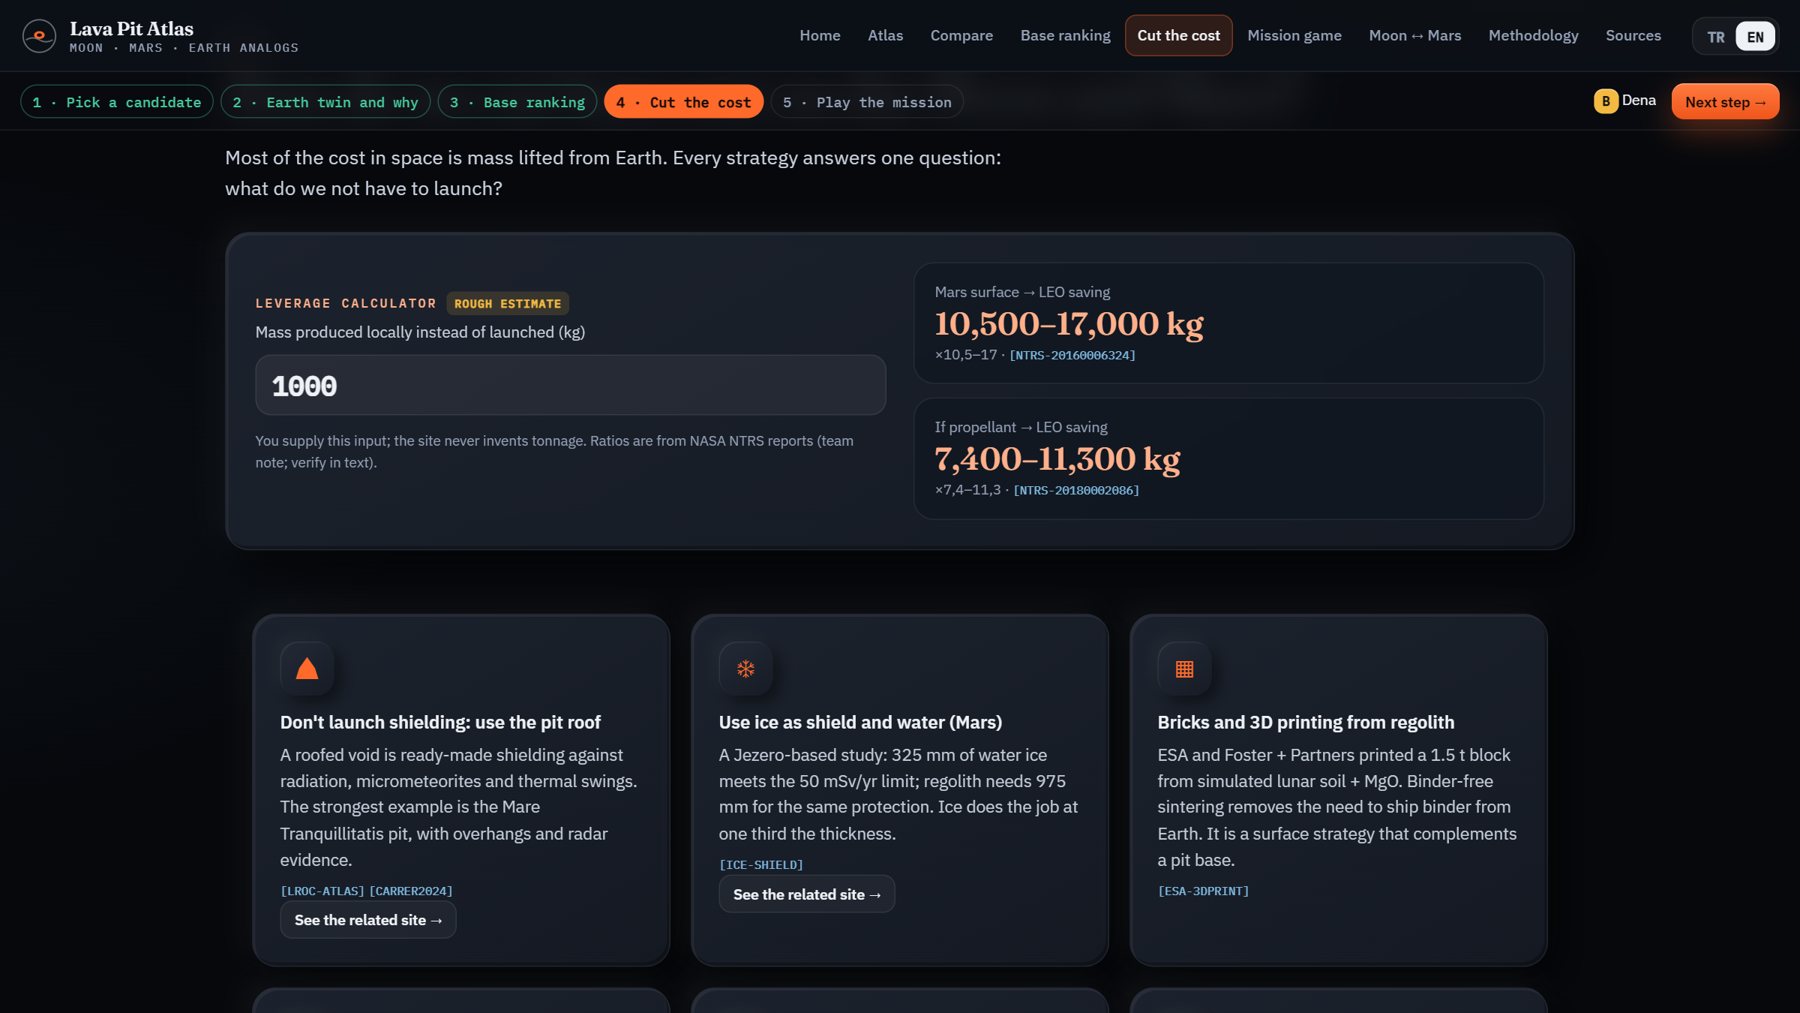 Lava Pit Atlas
MOON · MARS · EARTH ANALOGS
Home
Atlas
Compare
Base ranking
Cut the cost
Mission game
Moon ↔ Mars
Methodology
Sources
TR
EN
1 · Pick a candidate
2 · Earth twin and why
3 · Base ranking
4 · Cut the cost
5 · Play the mission
B
Dena
Next step →
Most of the cost in space is mass lifted from Earth. Every strategy answers one question:
what do we not have to launch?
LEVERAGE CALCULATOR
ROUGH ESTIMATE
Mass produced locally instead of launched (kg)
1000
You supply this input; the site never invents tonnage. Ratios are from NASA NTRS reports (team
note; verify in text).
Mars surface → LEO saving
10,500–17,000 kg
×10,5–17 · [NTRS-20160006324]
If propellant → LEO saving
7,400–11,300 kg
×7,4–11,3 · [NTRS-20180002086]
Don't launch shielding: use the pit roof
A roofed void is ready-made shielding against
radiation, micrometeorites and thermal swings.
The strongest example is the Mare
Tranquillitatis pit, with overhangs and radar
evidence.
[LROC-ATLAS] [CARRER2024]
See the related site →
Use ice as shield and water (Mars)
A Jezero-based study: 325 mm of water ice
meets the 50 mSv/yr limit; regolith needs 975
mm for the same protection. Ice does the job at
one third the thickness.
[ICE-SHIELD]
See the related site →
Bricks and 3D printing from regolith
ESA and Foster + Partners printed a 1.5 t block
from simulated lunar soil + MgO. Binder-free
sintering removes the need to ship binder from
Earth. It is a surface strategy that complements
a pit base.
[ESA-3DPRINT]